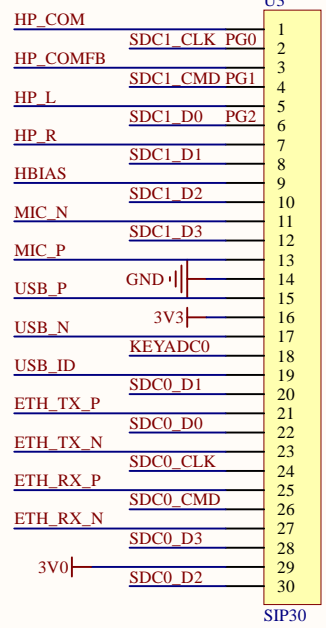 U3
HP_COM 1
SDC1_CLK PG0 2
HP_COMFB 3
SDC1_CMD PG1 4
HP_L 5
SDC1_D0 PG2 6
HP_R 7
SDC1_D1 8
HBIAS 9
SDC1_D2 10
MIC_N 11
SDC1_D3 12
MIC_P 13
GND 14
USB_P 15
3V3 16
USB_N 17
KEYADC0 18
USB_ID 19
SDC0_D1 20
ETH_TX_P 21
SDC0_D0 22
ETH_TX_N 23
SDC0_CLK 24
ETH_RX_P 25
SDC0_CMD 26
ETH_RX_N 27
SDC0_D3 28
3V0 29
SDC0_D2 30
SIP30